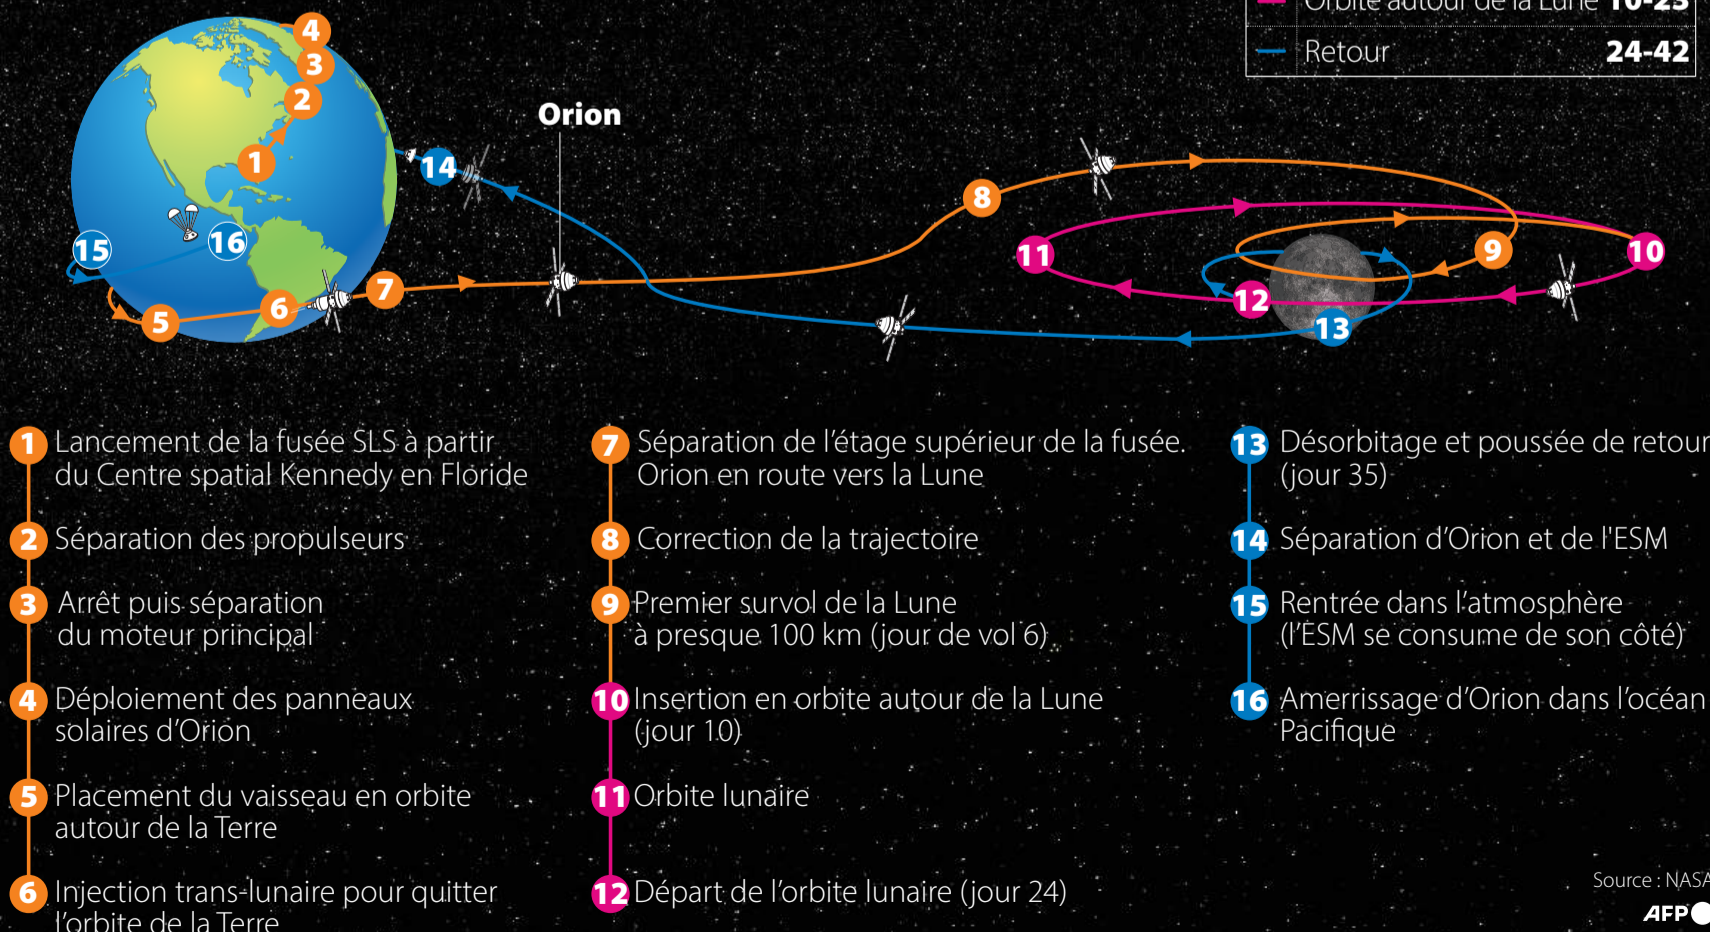 Orbite autour de la Lune 10-23
Retour 24-42
Orion
4
3
2
1
14
8
15
16
11
9
10
7
6
5
12
13
1 Lancement de la fusée SLS à partir
du Centre spatial Kennedy en Floride
2 Séparation des propulseurs
3 Arrêt puis séparation
du moteur principal
4 Déploiement des panneaux
solaires d’Orion
5 Placement du vaisseau en orbite
autour de la Terre
6 Injection trans-lunaire pour quitter
l’orbite de la Terre
7 Séparation de l’étage supérieur de la fusée.
Orion en route vers la Lune
8 Correction de la trajectoire
9 Premier survol de la Lune
à presque 100 km (jour de vol 6)
10 Insertion en orbite autour de la Lune
(jour 10)
11 Orbite lunaire
12 Départ de l’orbite lunaire (jour 24)
13 Désorbitage et poussée de retour
(jour 35)
14 Séparation d’Orion et de l'ESM
15 Rentrée dans l’atmosphère
(l’ESM se consume de son côté)
16 Amerrissage d’Orion dans l’océan
Pacifique
Source : NASA
AFP